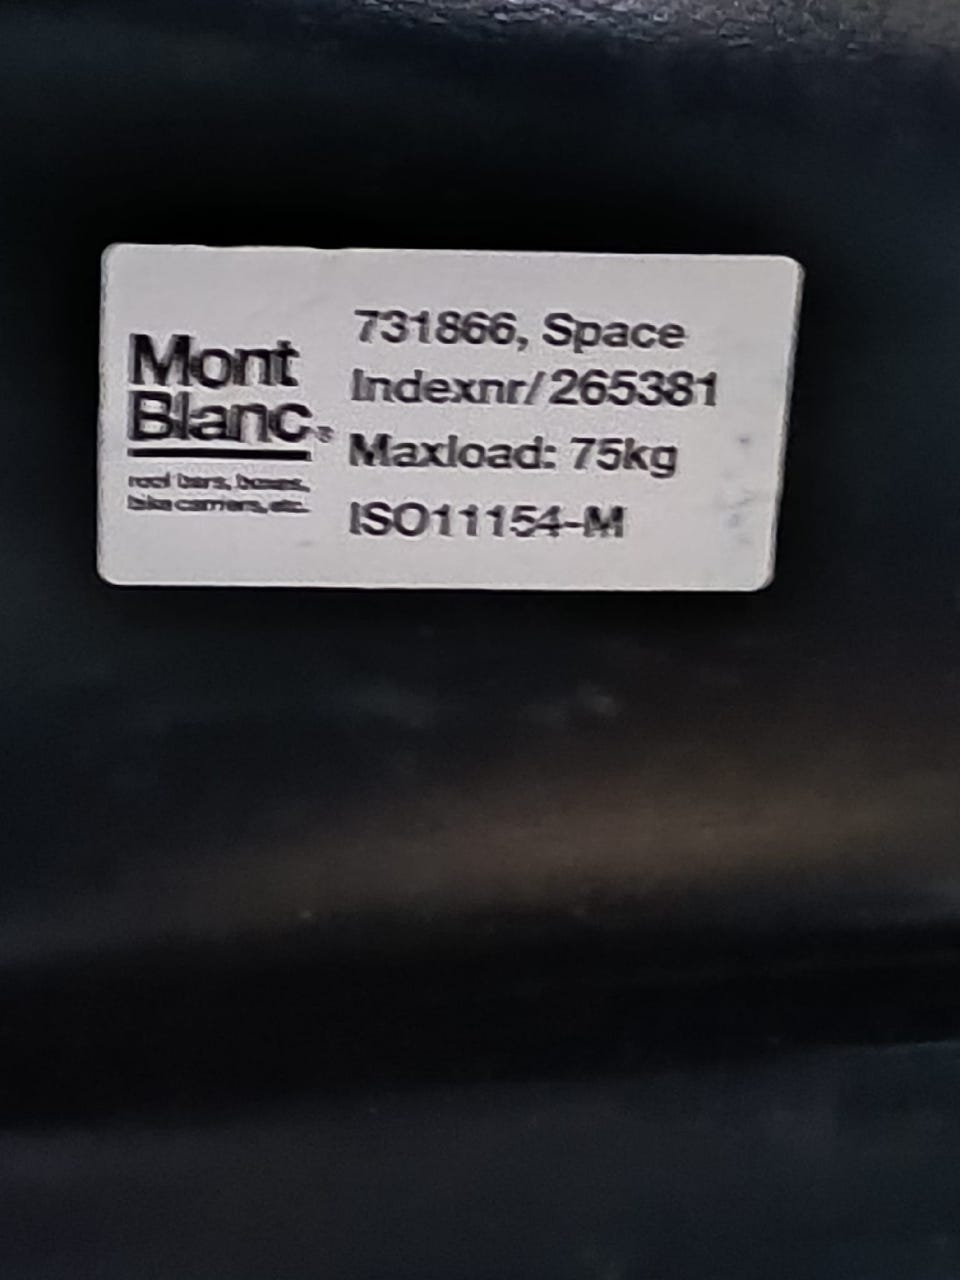 Mont
Blanc®
roof bars, boxes,
bike carriers, etc.
731866, Space
Indexnr/265381
Maxload: 75kg
ISO11154-M